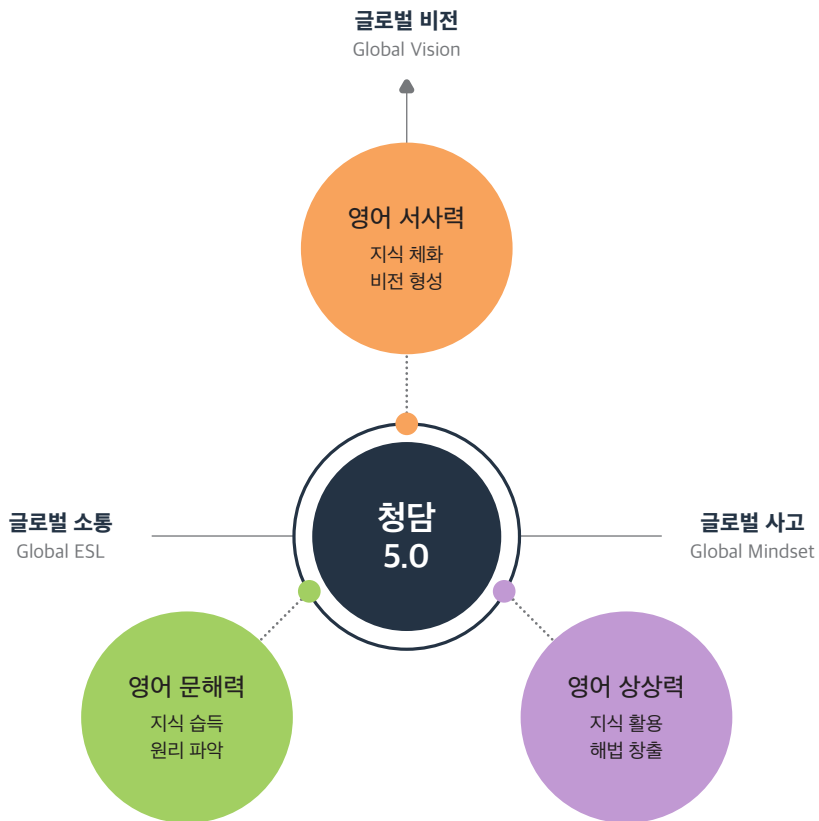 글로벌 비전
Global Vision
영어 서사력
지식 체화
비전 형성
청담
5.0
글로벌 소통
Global ESL
글로벌 사고
Global Mindset
영어 문해력
지식 습득
원리 파악
영어 상상력
지식 활용
해법 창출